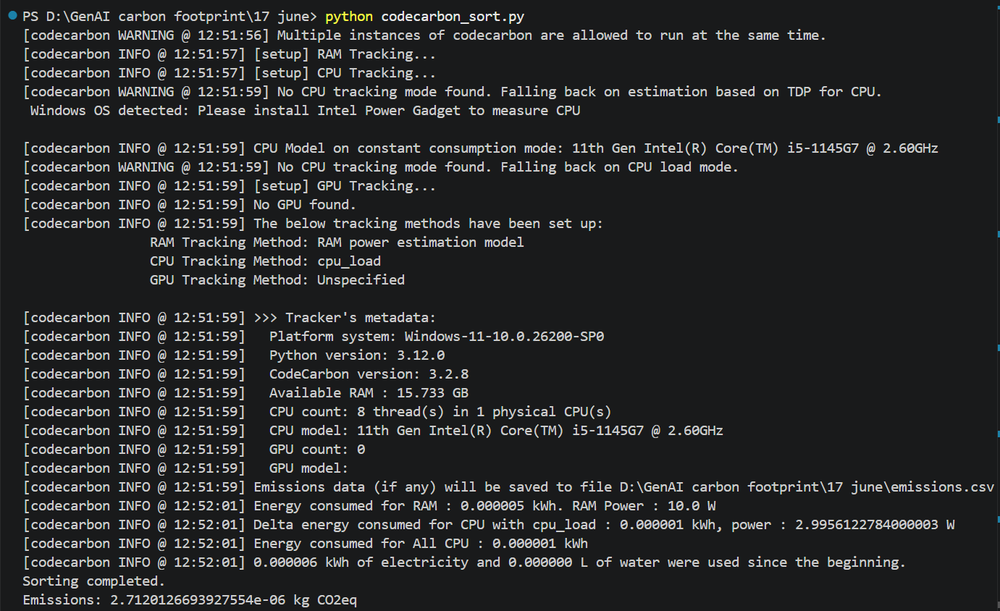 PS D:\GenAI carbon footprint\17 june> python codecarbon_sort.py
[codecarbon WARNING @ 12:51:56] Multiple instances of codecarbon are allowed to run at the same time.
[codecarbon INFO @ 12:51:57] [setup] RAM Tracking...
[codecarbon INFO @ 12:51:57] [setup] CPU Tracking...
[codecarbon WARNING @ 12:51:59] No CPU tracking mode found. Falling back on estimation based on TDP for CPU.
 Windows OS detected: Please install Intel Power Gadget to measure CPU

[codecarbon INFO @ 12:51:59] CPU Model on constant consumption mode: 11th Gen Intel(R) Core(TM) i5-1145G7 @ 2.60GHz
[codecarbon WARNING @ 12:51:59] No CPU tracking mode found. Falling back on CPU load mode.
[codecarbon INFO @ 12:51:59] [setup] GPU Tracking...
[codecarbon INFO @ 12:51:59] No GPU found.
[codecarbon INFO @ 12:51:59] The below tracking methods have been set up:
                RAM Tracking Method: RAM power estimation model
                CPU Tracking Method: cpu_load
                GPU Tracking Method: Unspecified

[codecarbon INFO @ 12:51:59] >>> Tracker's metadata:
[codecarbon INFO @ 12:51:59]   Platform system: Windows-11-10.0.26200-SP0
[codecarbon INFO @ 12:51:59]   Python version: 3.12.0
[codecarbon INFO @ 12:51:59]   CodeCarbon version: 3.2.8
[codecarbon INFO @ 12:51:59]   Available RAM : 15.733 GB
[codecarbon INFO @ 12:51:59]   CPU count: 8 thread(s) in 1 physical CPU(s)
[codecarbon INFO @ 12:51:59]   CPU model: 11th Gen Intel(R) Core(TM) i5-1145G7 @ 2.60GHz
[codecarbon INFO @ 12:51:59]   GPU count: 0
[codecarbon INFO @ 12:51:59]   GPU model:
[codecarbon INFO @ 12:51:59] Emissions data (if any) will be saved to file D:\GenAI carbon footprint\17 june\emissions.csv
[codecarbon INFO @ 12:52:01] Energy consumed for RAM : 0.000005 kWh. RAM Power : 10.0 W
[codecarbon INFO @ 12:52:01] Delta energy consumed for CPU with cpu_load : 0.000001 kWh, power : 2.9956122784000003 W
[codecarbon INFO @ 12:52:01] Energy consumed for All CPU : 0.000001 kWh
[codecarbon INFO @ 12:52:01] 0.000006 kWh of electricity and 0.000000 L of water were used since the beginning.
Sorting completed.
Emissions: 2.7120126693927554e-06 kg CO2eq